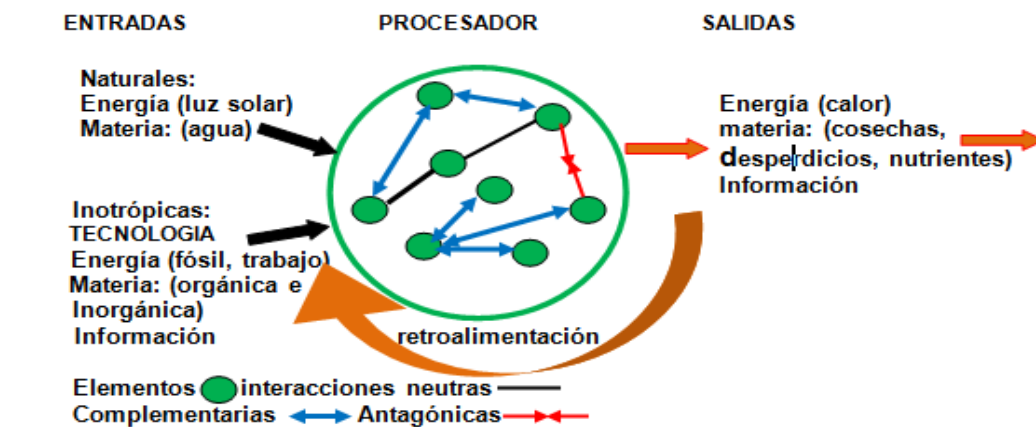 ENTRADAS PROCESADOR SALIDAS
Naturales:
Energía (luz solar)
Materia: (agua)
Energía (calor)
materia: (cosechas,
desperdicios, nutrientes)
Información
Inotrópicas:
TECNOLOGIA
Energía (fósil, trabajo)
Materia: (orgánica e
Inorgánica)
Información
retroalimentación
Elementos interacciones neutras
Complementarias Antagónicas